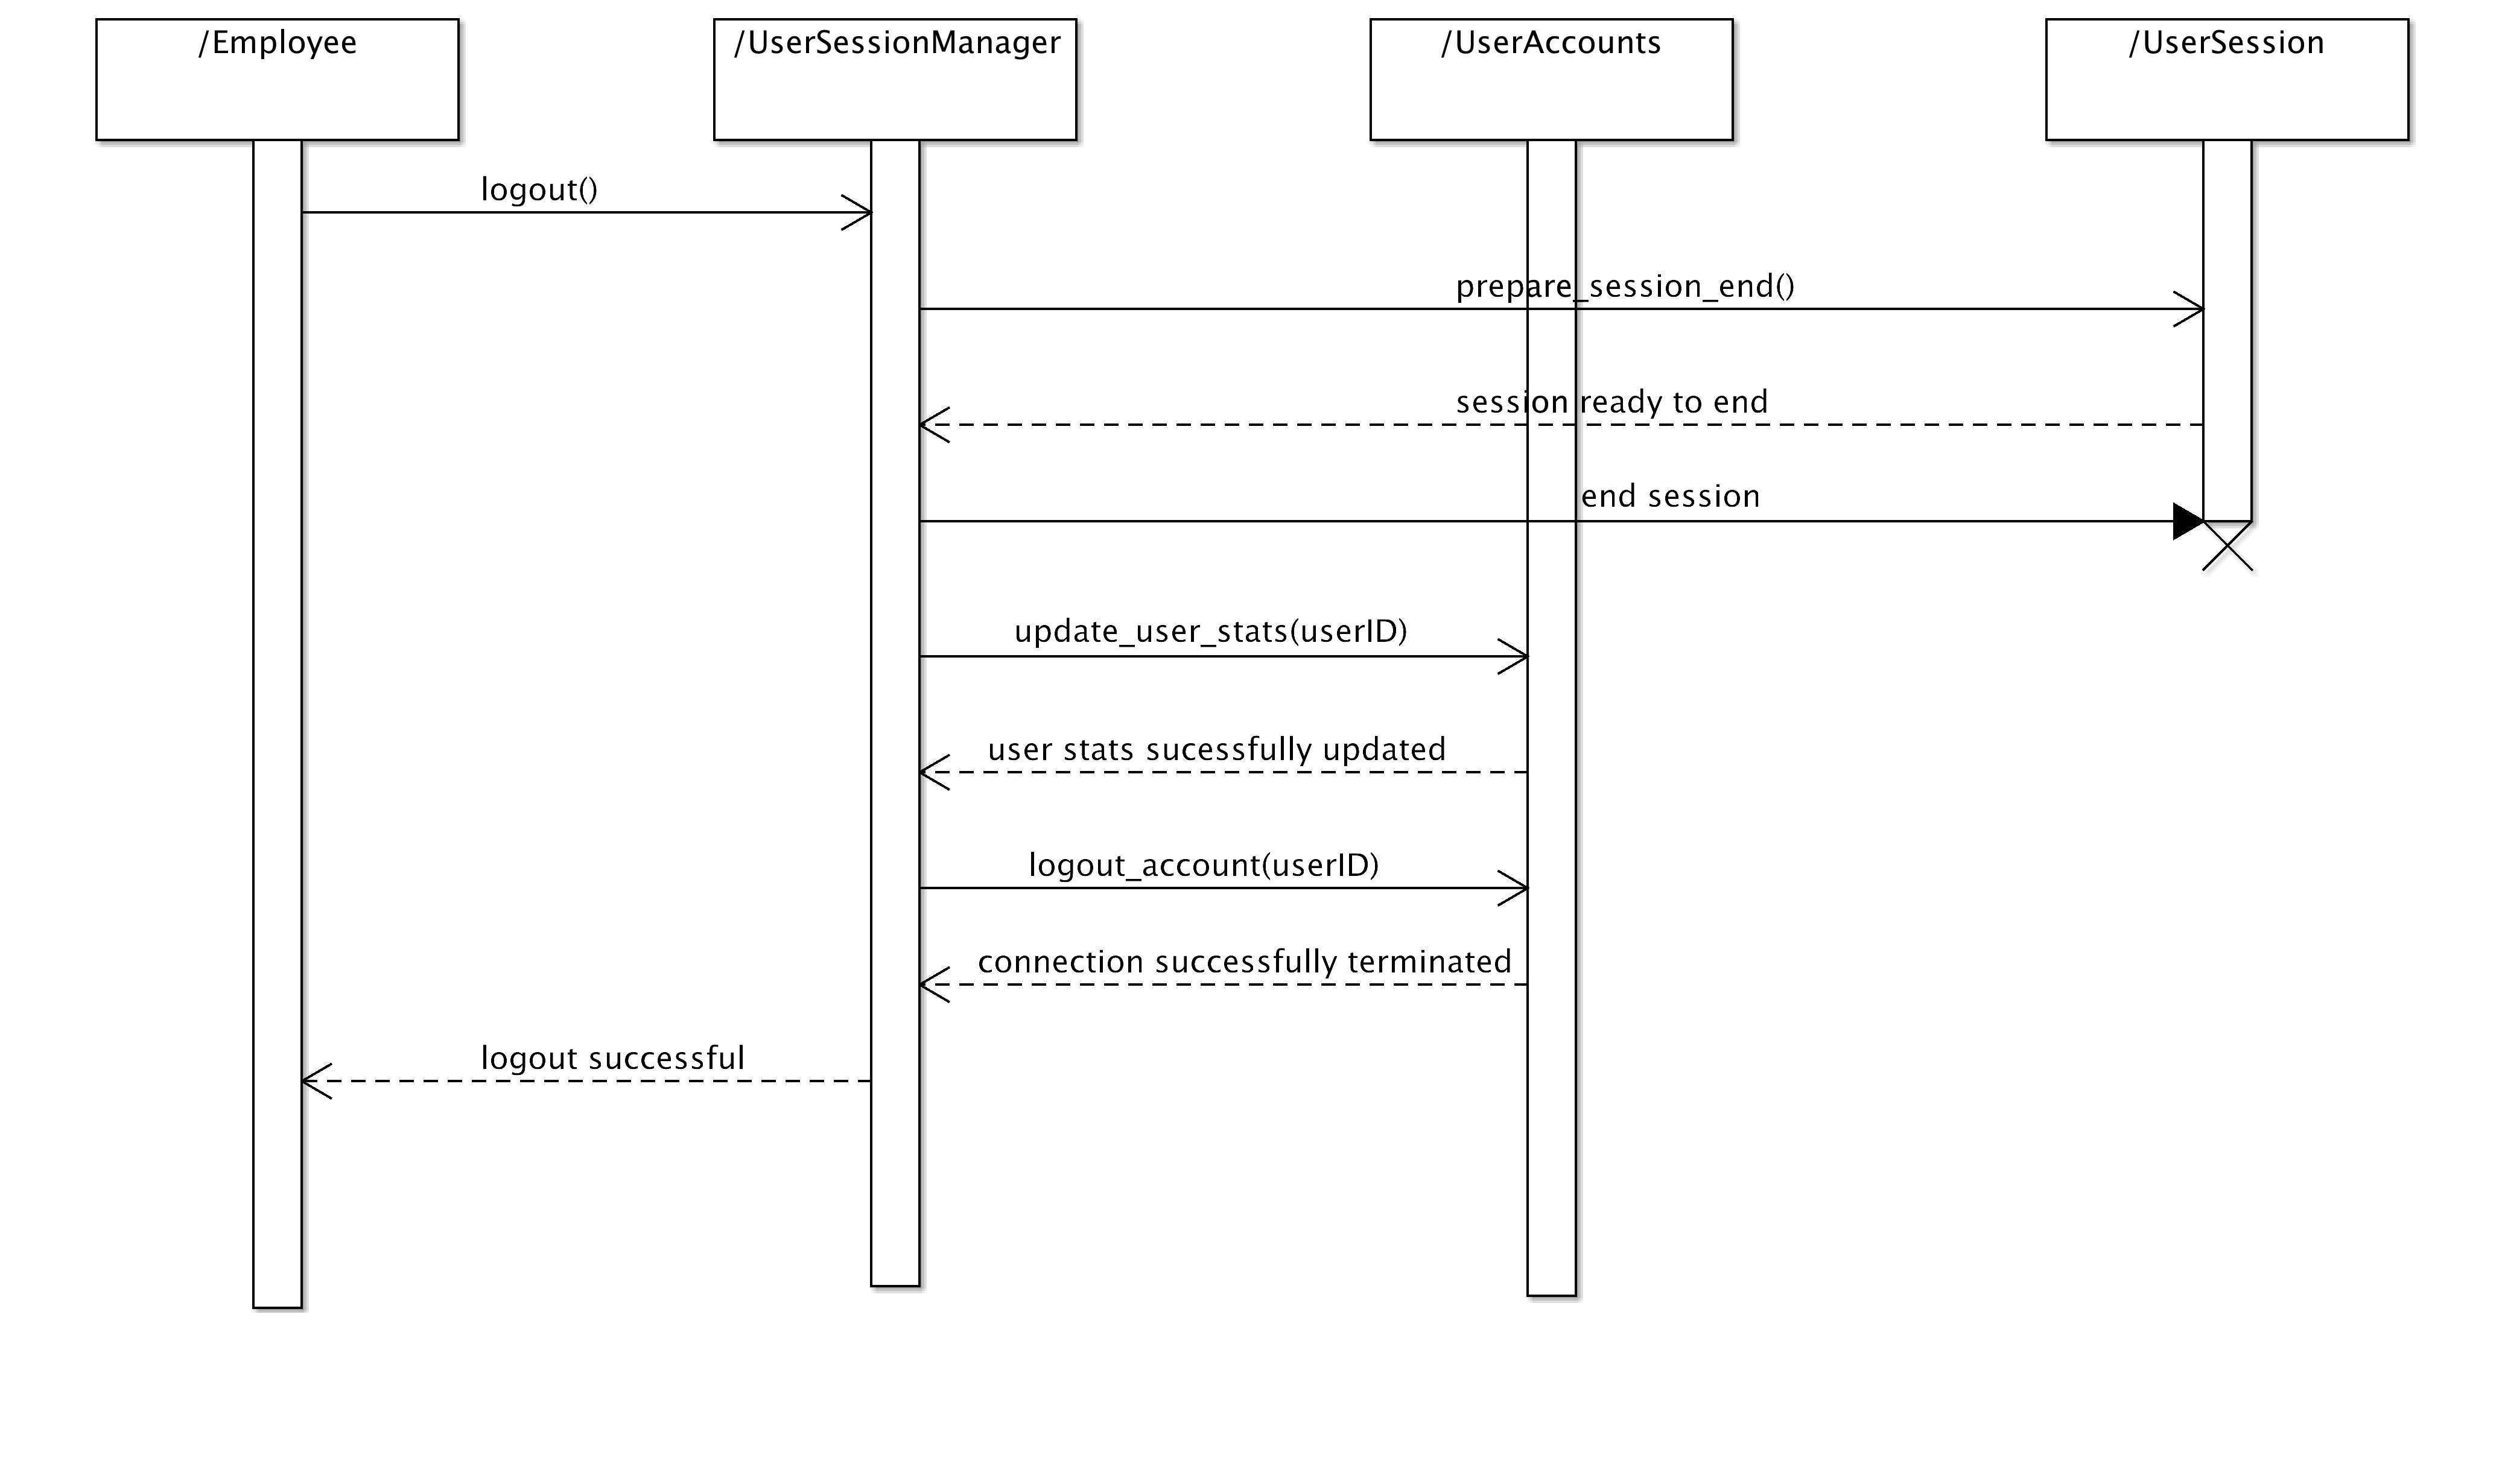 /Employee
/UserSessionManager
/UserAccounts
/UserSession
logout()
prepare_session_end()
session ready to end
end session
update_user_stats(userID)
user stats sucessfully updated
logout_account(userID)
connection successfully terminated
logout successful